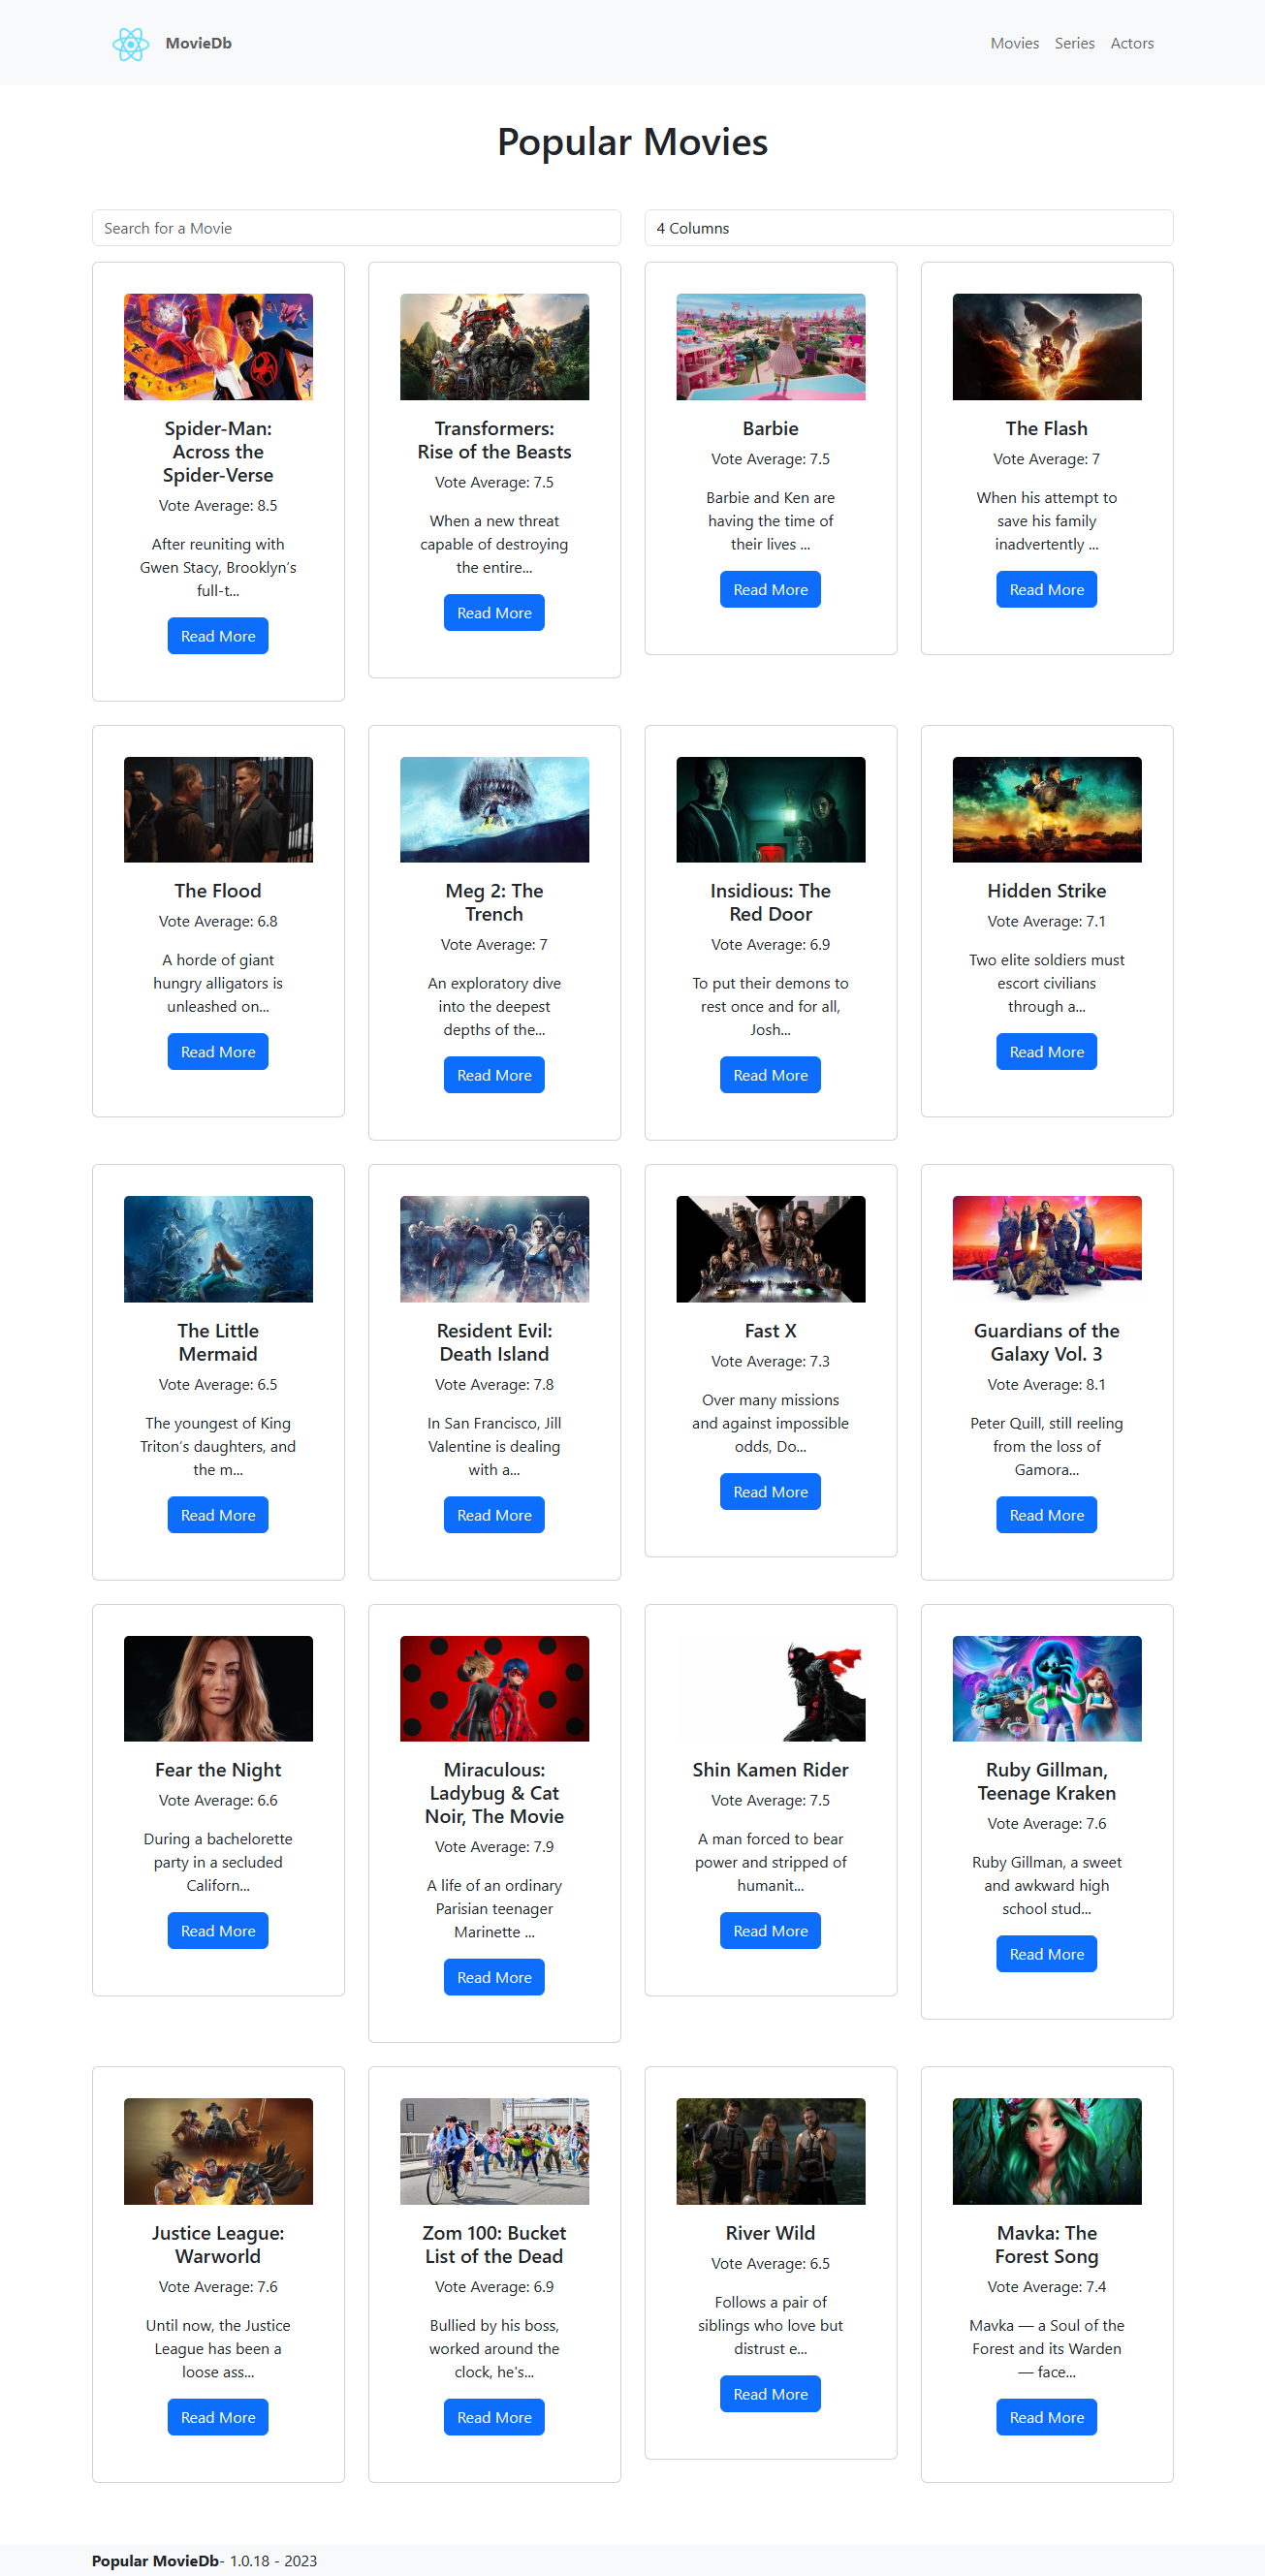 MovieDb
Movies Series Actors
Popular Movies
Search for a Movie
4 Columns
Spider-Man:
Across the
Spider-Verse
Vote Average: 8.5
After reuniting with
Gwen Stacy, Brooklyn’s
full-t...
Read More
Transformers:
Rise of the Beasts
Vote Average: 7.5
When a new threat
capable of destroying
the entire...
Read More
Barbie
Vote Average: 7.5
Barbie and Ken are
having the time of
their lives ...
Read More
The Flash
Vote Average: 7
When his attempt to
save his family
inadvertently ...
Read More
The Flood
Vote Average: 6.8
A horde of giant
hungry alligators is
unleashed on...
Read More
Meg 2: The
Trench
Vote Average: 7
An exploratory dive
into the deepest
depths of the...
Read More
Insidious: The
Red Door
Vote Average: 6.9
To put their demons to
rest once and for all,
Josh...
Read More
Hidden Strike
Vote Average: 7.1
Two elite soldiers must
escort civilians
through a...
Read More
The Little
Mermaid
Vote Average: 6.5
The youngest of King
Triton’s daughters, and
the m...
Read More
Resident Evil:
Death Island
Vote Average: 7.8
In San Francisco, Jill
Valentine is dealing
with a...
Read More
Fast X
Vote Average: 7.3
Over many missions
and against impossible
odds, Do...
Read More
Guardians of the
Galaxy Vol. 3
Vote Average: 8.1
Peter Quill, still reeling
from the loss of
Gamora...
Read More
Fear the Night
Vote Average: 6.6
During a bachelorette
party in a secluded
Californ...
Read More
Miraculous:
Ladybug & Cat
Noir, The Movie
Vote Average: 7.9
A life of an ordinary
Parisian teenager
Marinette ...
Read More
Shin Kamen Rider
Vote Average: 7.5
A man forced to bear
power and stripped of
humanit...
Read More
Ruby Gillman,
Teenage Kraken
Vote Average: 7.6
Ruby Gillman, a sweet
and awkward high
school stud...
Read More
Justice League:
Warworld
Vote Average: 7.6
Until now, the Justice
League has been a
loose ass...
Read More
Zom 100: Bucket
List of the Dead
Vote Average: 6.9
Bullied by his boss,
worked around the
clock, he's...
Read More
River Wild
Vote Average: 6.5
Follows a pair of
siblings who love but
distrust e...
Read More
Mavka: The
Forest Song
Vote Average: 7.4
Mavka — a Soul of the
Forest and its Warden
— face...
Read More
Popular MovieDb- 1.0.18 - 2023